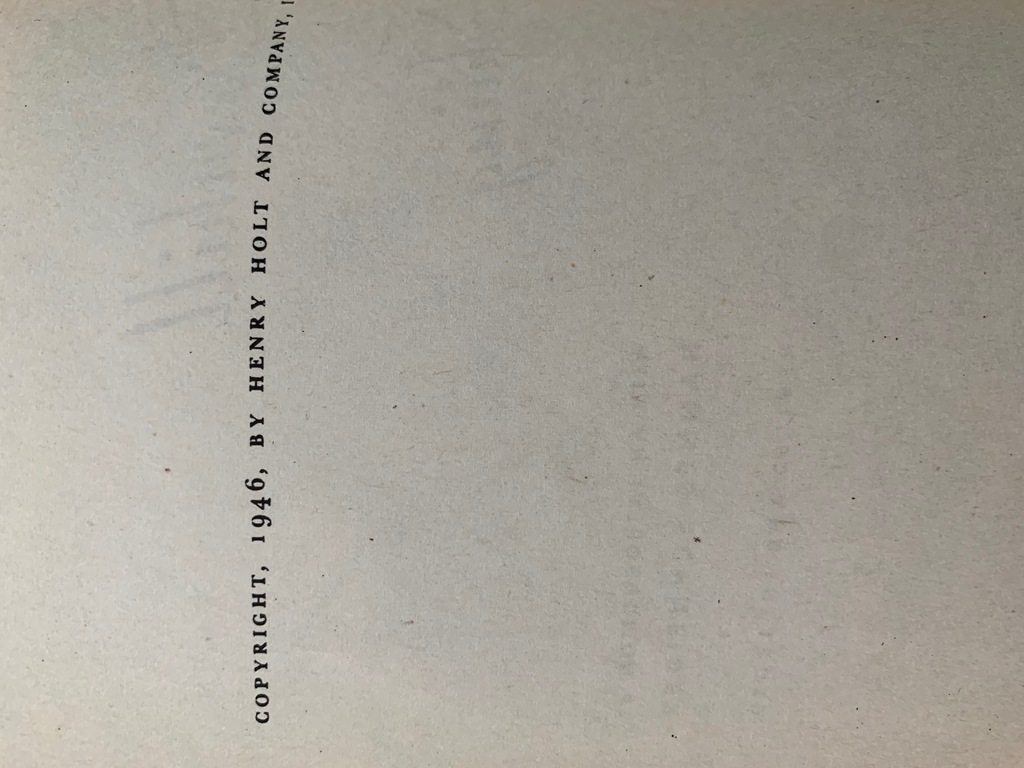 COPYRIGHT, 1946, BY HENRY HOLT AND COMPANY,